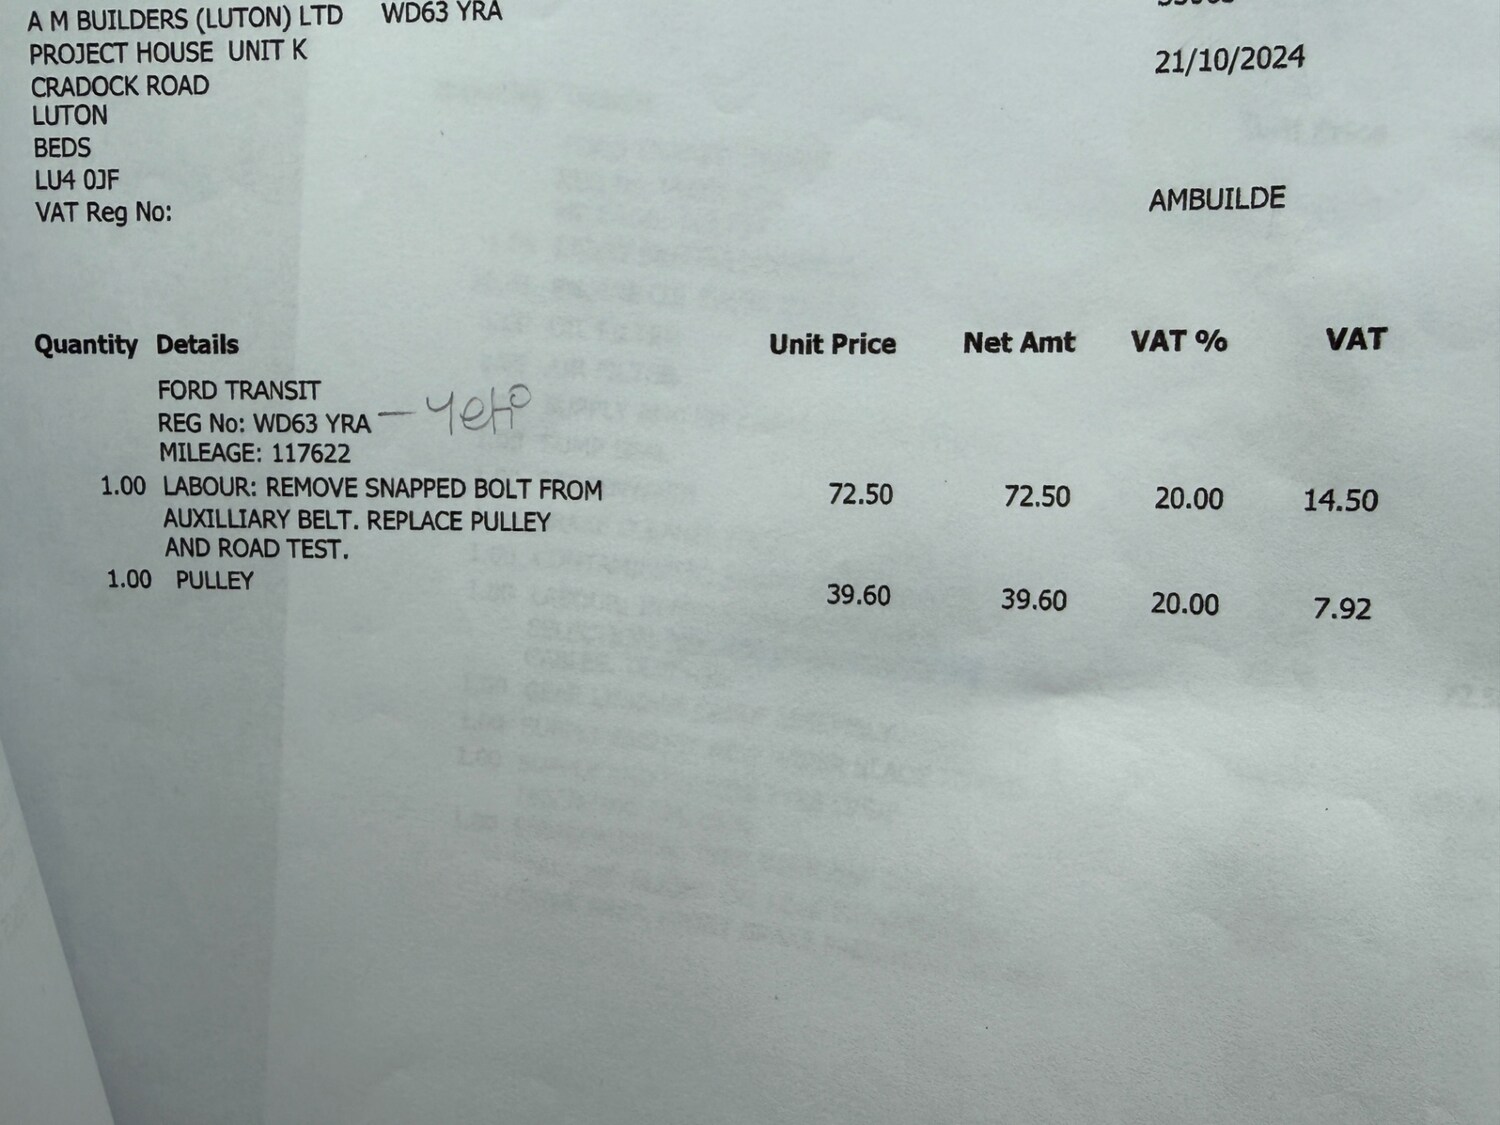 A M BUILDERS (LUTON) LTD WD63 YRA
PROJECT HOUSE UNIT K
21/10/2024
CRADOCK ROAD
LUTON
BEDS
LU4 0JF
AMBUILDE
VAT Reg No:
Quantity Details Unit Price Net Amt VAT % VAT
FORD TRANSIT
REG No: WD63 YRA - Yeti
MILEAGE: 117622
1.00 LABOUR: REMOVE SNAPPED BOLT FROM 72.50 72.50 20.00 14.50
AUXILLIARY BELT. REPLACE PULLEY
AND ROAD TEST.
1.00 PULLEY 39.60 39.60 20.00 7.92